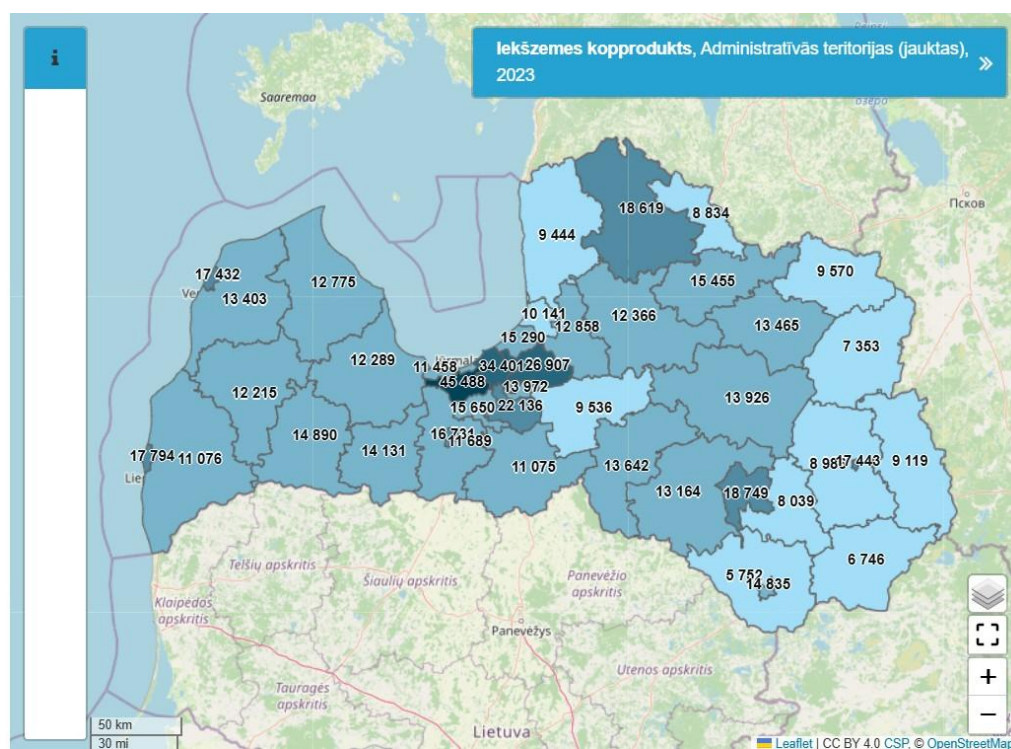 i
Iekšzemes kopprodukts, Administratīvās teritorijas (jauktas),
2023
»
Saaremaa
Псков
18 619
8 834
9 444
17 432
Ve
13 403
12 775
15 455
9 570
10 141
12 858
12 366
13 465
15 290
7 353
12 289
Jūrmala
11 458
34 401
26 907
45 488
13 972
12 215
13 926
15 650
22 136
9 536
14 890
16 731
11 689
14 131
17 794
11 076
Lie
11 075
13 642
17 443
9 119
13 164
18 749
8 039
5 752
14 835
6 746
Telšių apskritis
Šiaulių apskritis
Panevėžio
apskritis
Klaipėdos
apskritis
Panevėžys
Utenos apskritis
Tauragės
apskritis
Lietuva
50 km
30 mi
+
−
Leaflet | CC BY 4.0 CSP, © OpenStreetMap